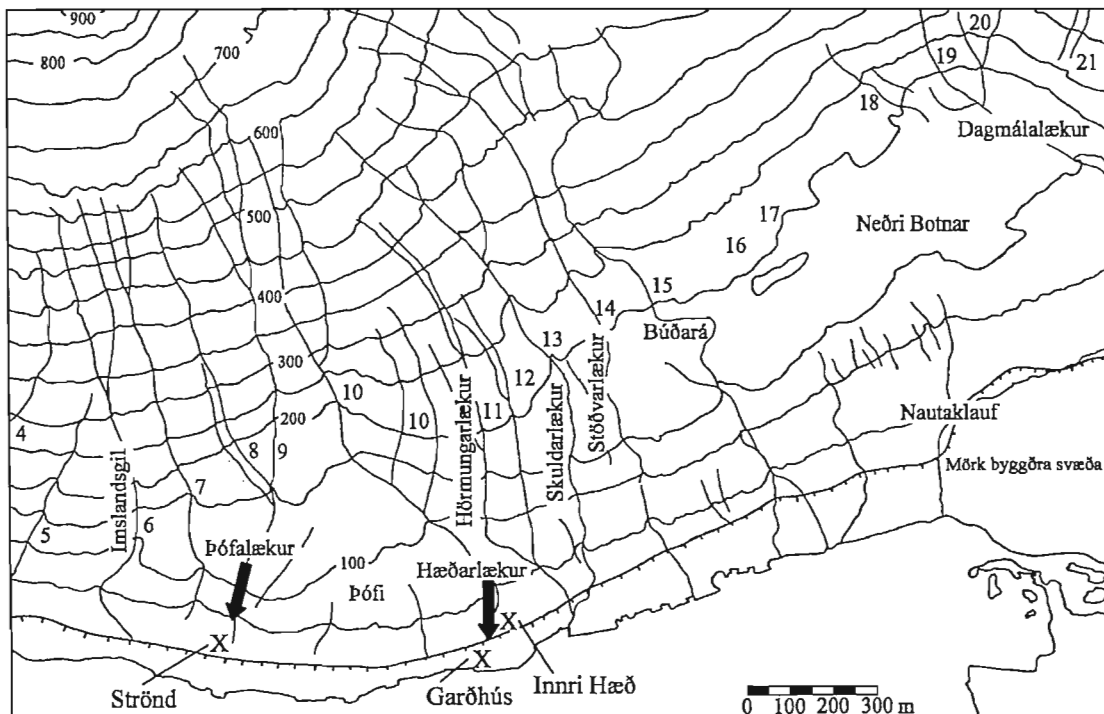 900
800
700
600
500
400
300
200
100
20
19
21
18
Dagmálalækur
17
16
Neðri Botnar
15
14
Búðará
13
12
11
10
10
Stöðvarlækur
Skuldarlækur
Hörmungarlækur
Nautaklauf
Mörk byggðra svæða
4
8
9
7
Imslandsgil
6
5
Þófalækur
Hæðarlækur
Þófi
X
X
X
Strönd
Garðhús
Innri Hæð
0 100 200 300 m